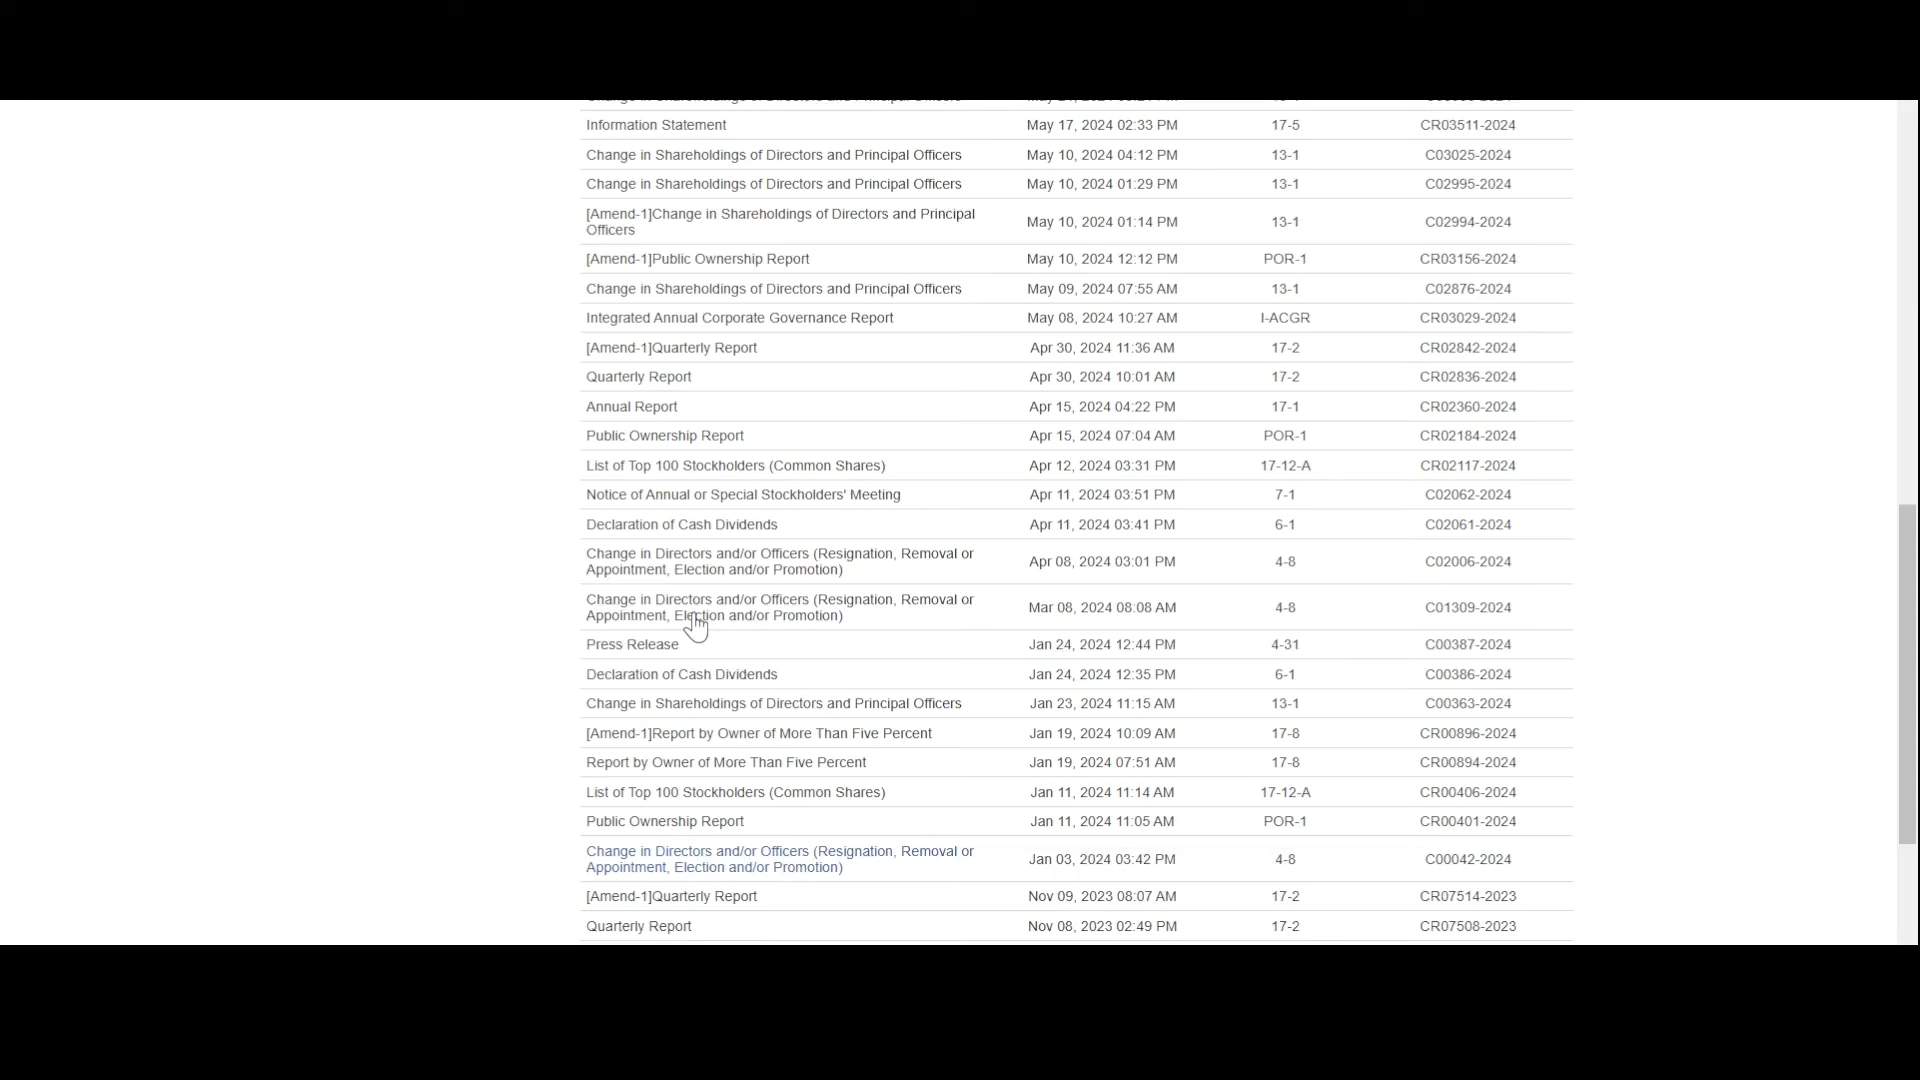 Information Statement May 17, 2024 02:33 PM 17-5 CR03511-2024
Change in Shareholdings of Directors and Principal Officers May 10, 2024 04:12 PM 13-1 C03025-2024
Change in Shareholdings of Directors and Principal Officers May 10, 2024 01:29 PM 13-1 C02995-2024
[Amend-1]Change in Shareholdings of Directors and Principal
Officers May 10, 2024 01:14 PM 13-1 C02994-2024
[Amend-1]Public Ownership Report May 10, 2024 12:12 PM POR-1 CR03156-2024
Change in Shareholdings of Directors and Principal Officers May 09, 2024 07:55 AM 13-1 C02876-2024
Integrated Annual Corporate Governance Report May 08, 2024 10:27 AM I-ACGR CR03029-2024
[Amend-1]Quarterly Report Apr 30, 2024 11:36 AM 17-2 CR02842-2024
Quarterly Report Apr 30, 2024 10:01 AM 17-2 CR02836-2024
Annual Report Apr 15, 2024 04:22 PM 17-1 CR02360-2024
Public Ownership Report Apr 15, 2024 07:04 AM POR-1 CR02184-2024
List of Top 100 Stockholders (Common Shares) Apr 12, 2024 03:31 PM 17-12-A CR02117-2024
Notice of Annual or Special Stockholders' Meeting Apr 11, 2024 03:51 PM 7-1 C02062-2024
Declaration of Cash Dividends Apr 11, 2024 03:41 PM 6-1 C02061-2024
Change in Directors and/or Officers (Resignation, Removal or
Appointment, Election and/or Promotion) Apr 08, 2024 03:01 PM 4-8 C02006-2024
Change in Directors and/or Officers (Resignation, Removal or
Appointment, Election and/or Promotion) Mar 08, 2024 08:08 AM 4-8 C01309-2024
Press Release Jan 24, 2024 12:44 PM 4-31 C00387-2024
Declaration of Cash Dividends Jan 24, 2024 12:35 PM 6-1 C00386-2024
Change in Shareholdings of Directors and Principal Officers Jan 23, 2024 11:15 AM 13-1 C00363-2024
[Amend-1]Report by Owner of More Than Five Percent Jan 19, 2024 10:09 AM 17-8 CR00896-2024
Report by Owner of More Than Five Percent Jan 19, 2024 07:51 AM 17-8 CR00894-2024
List of Top 100 Stockholders (Common Shares) Jan 11, 2024 11:14 AM 17-12-A CR00406-2024
Public Ownership Report Jan 11, 2024 11:05 AM POR-1 CR00401-2024
Change in Directors and/or Officers (Resignation, Removal or
Appointment, Election and/or Promotion) Jan 03, 2024 03:42 PM 4-8 C00042-2024
[Amend-1]Quarterly Report Nov 09, 2023 08:07 AM 17-2 CR07514-2023
Quarterly Report Nov 08, 2023 02:49 PM 17-2 CR07508-2023